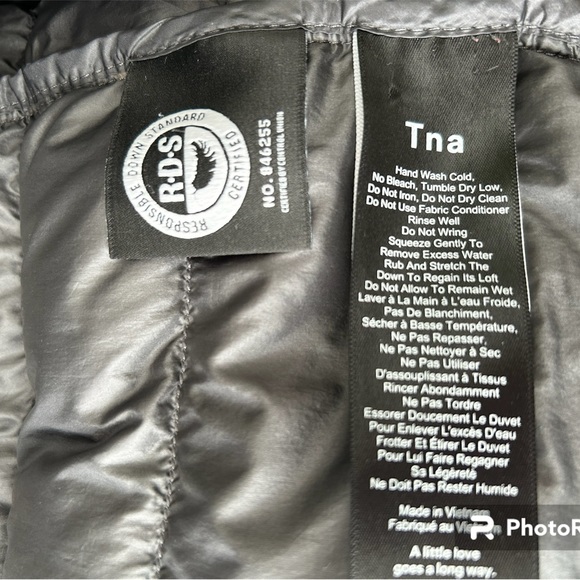 RESPONSIBLE DOWN STANDARD
R·D·S
CERTIFIED
NO. 846255
CERTIFIED BY CONTROL UNION
Tna
Hand Wash Cold,
No Bleach, Tumble Dry Low,
Do Not Iron, Do Not Dry Clean
Do Not Use Fabric Conditioner
Rinse Well
Do Not Wring
Squeeze Gently To
Remove Excess Water
Rub And Stretch The
Down To Regain Its Loft
Do Not Allow To Remain Wet
Laver à La Main à L'eau Froide,
Pas De Blanchiment,
Sécher à Basse Température,
Ne Pas Repasser,
Ne Pas Nettoyer à Sec
Ne Pas Utiliser
D'assouplissant à Tissus
Rincer Abondamment
Ne Pas Tordre
Essorer Doucement Le Duvet
Pour Enlever L'excès D'eau
Frotter Et Étirer Le Duvet
Pour Lui Faire Regagner
Sa Légèreté
Ne Doit Pas Rester Humide
Made in Vietnam
Fabriqué au Vietnam
A little love
goes a long way.
PhotoR